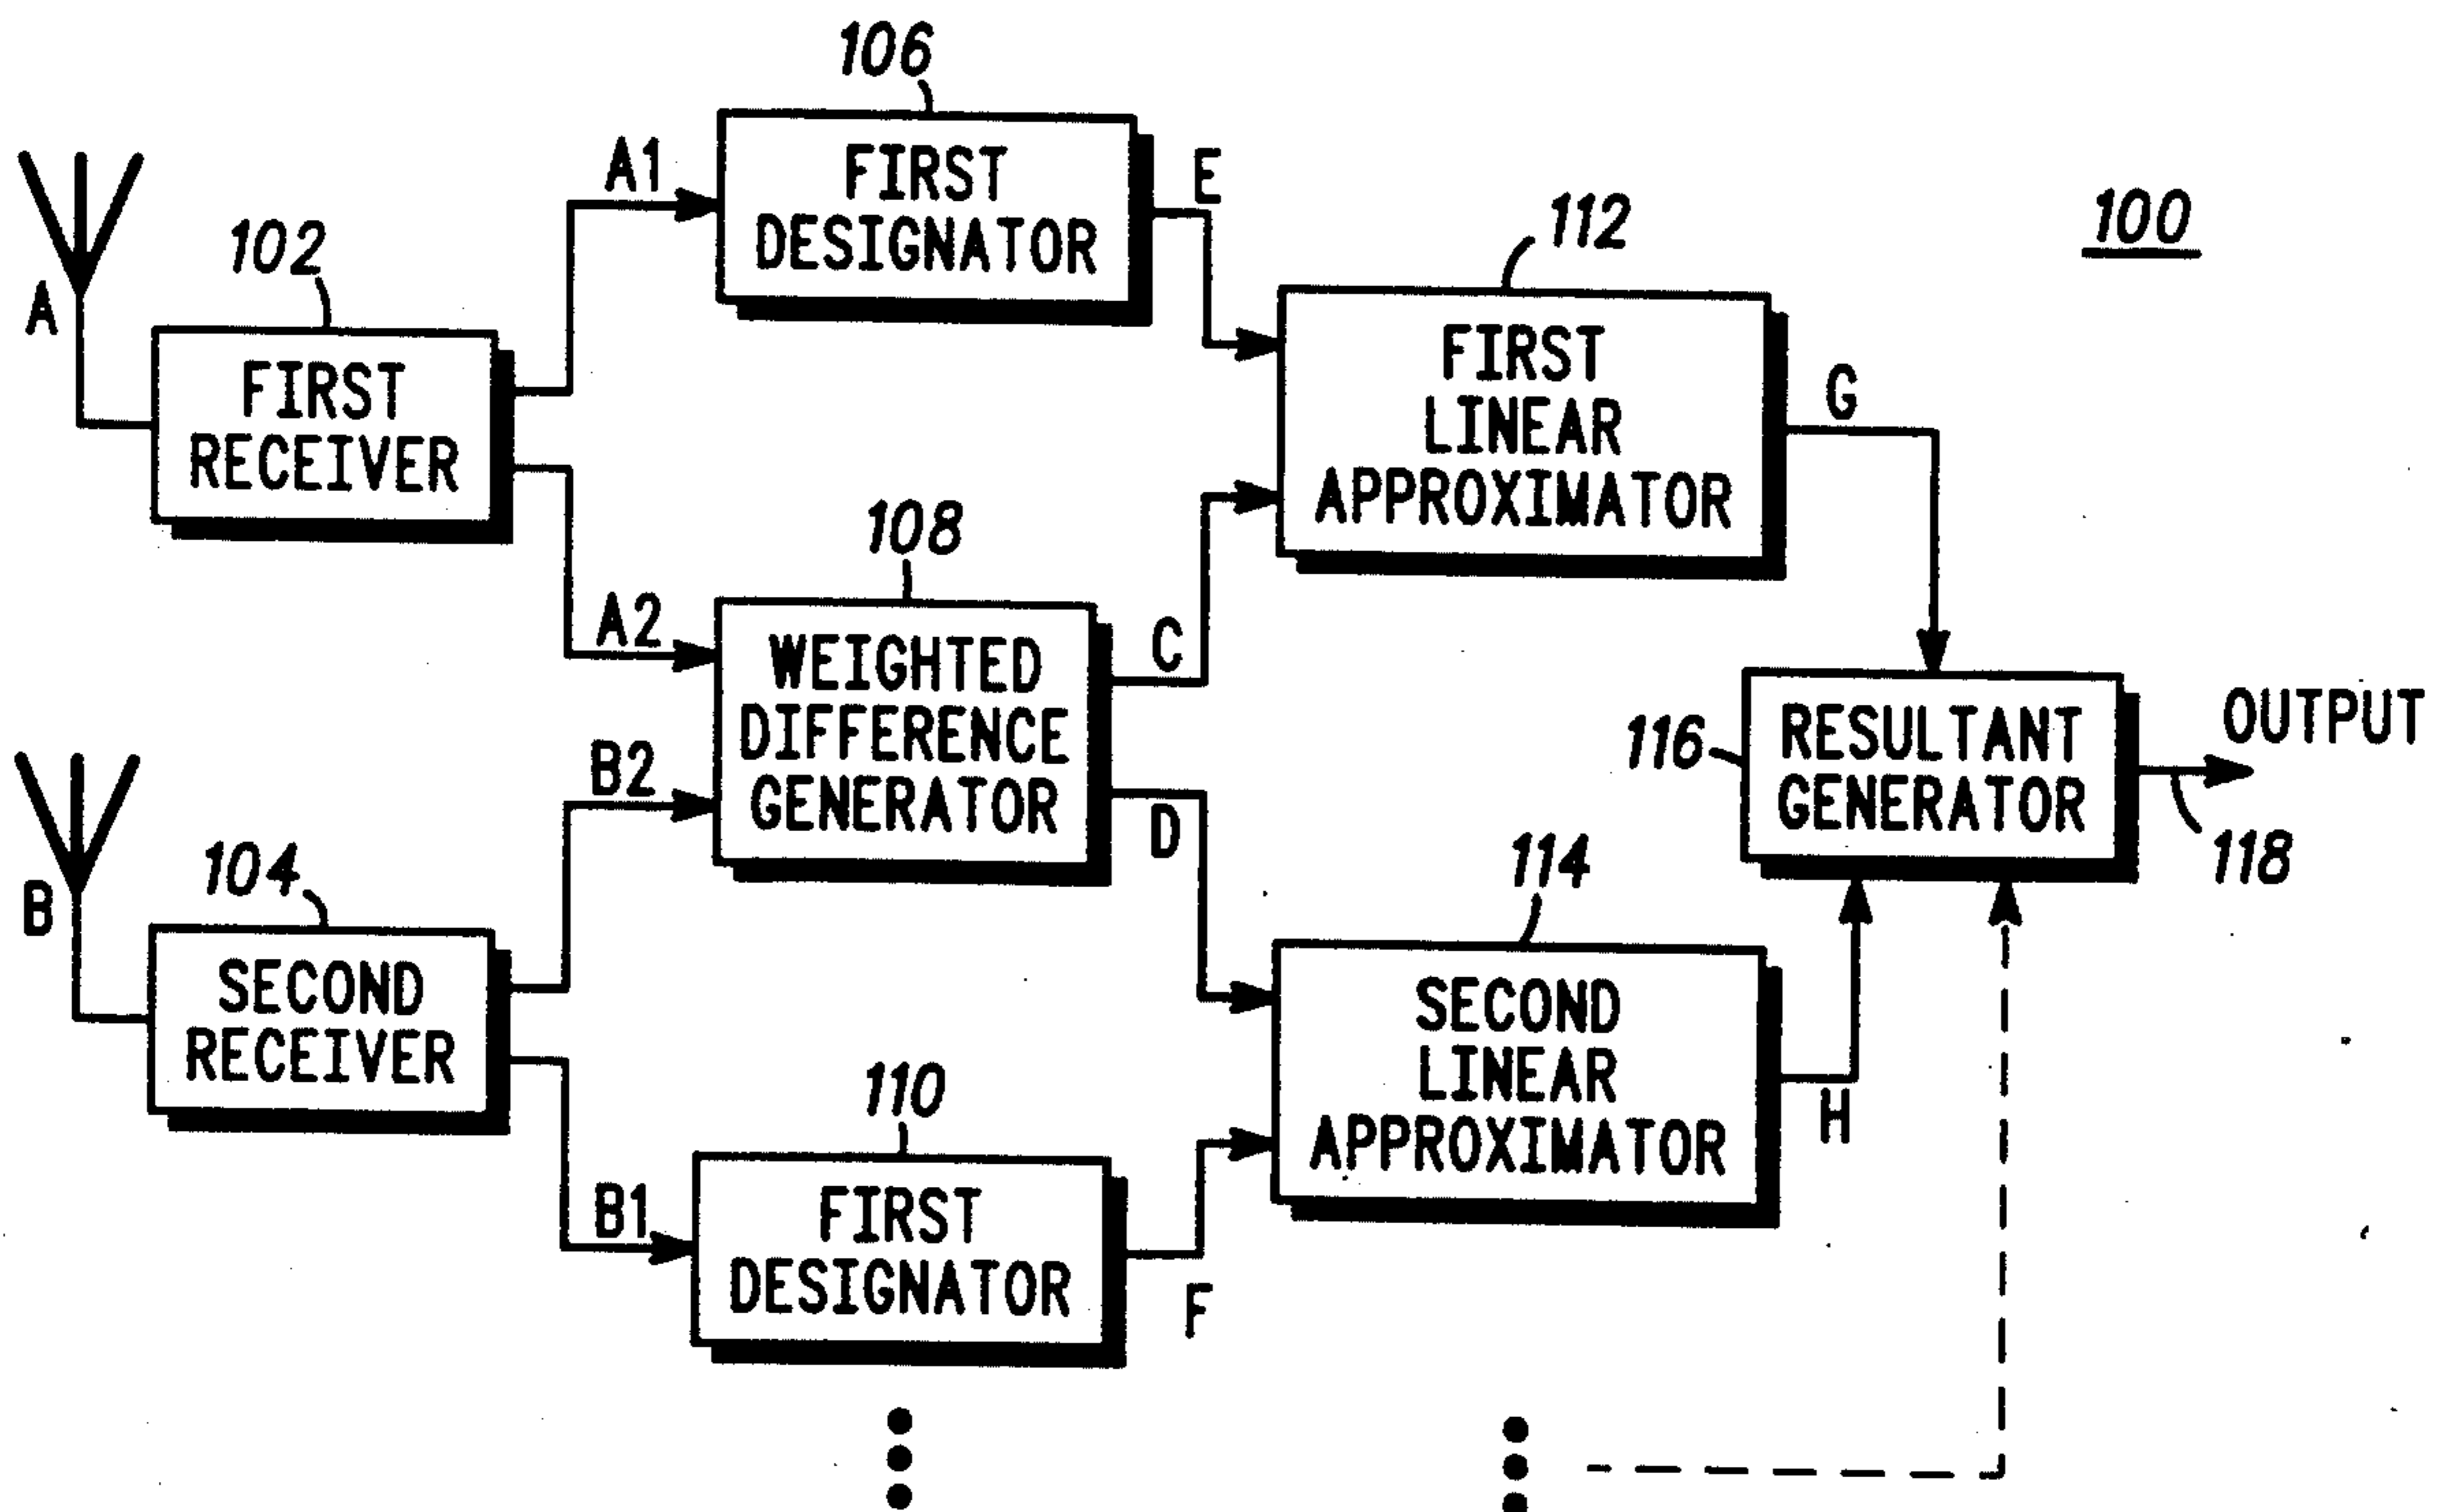 106
A1
FIRST
DESIGNATOR
E
112
100
102
A
FIRST
RECEIVER
FIRST
LINEAR
APPROXIMATOR
G
108
A2
WEIGHTED
DIFFERENCE
GENERATOR
C
B2
D
116
RESULTANT
GENERATOR
OUTPUT
118
104
B
SECOND
RECEIVER
114
SECOND
LINEAR
APPROXIMATOR
H
110
B1
FIRST
DESIGNATOR
F